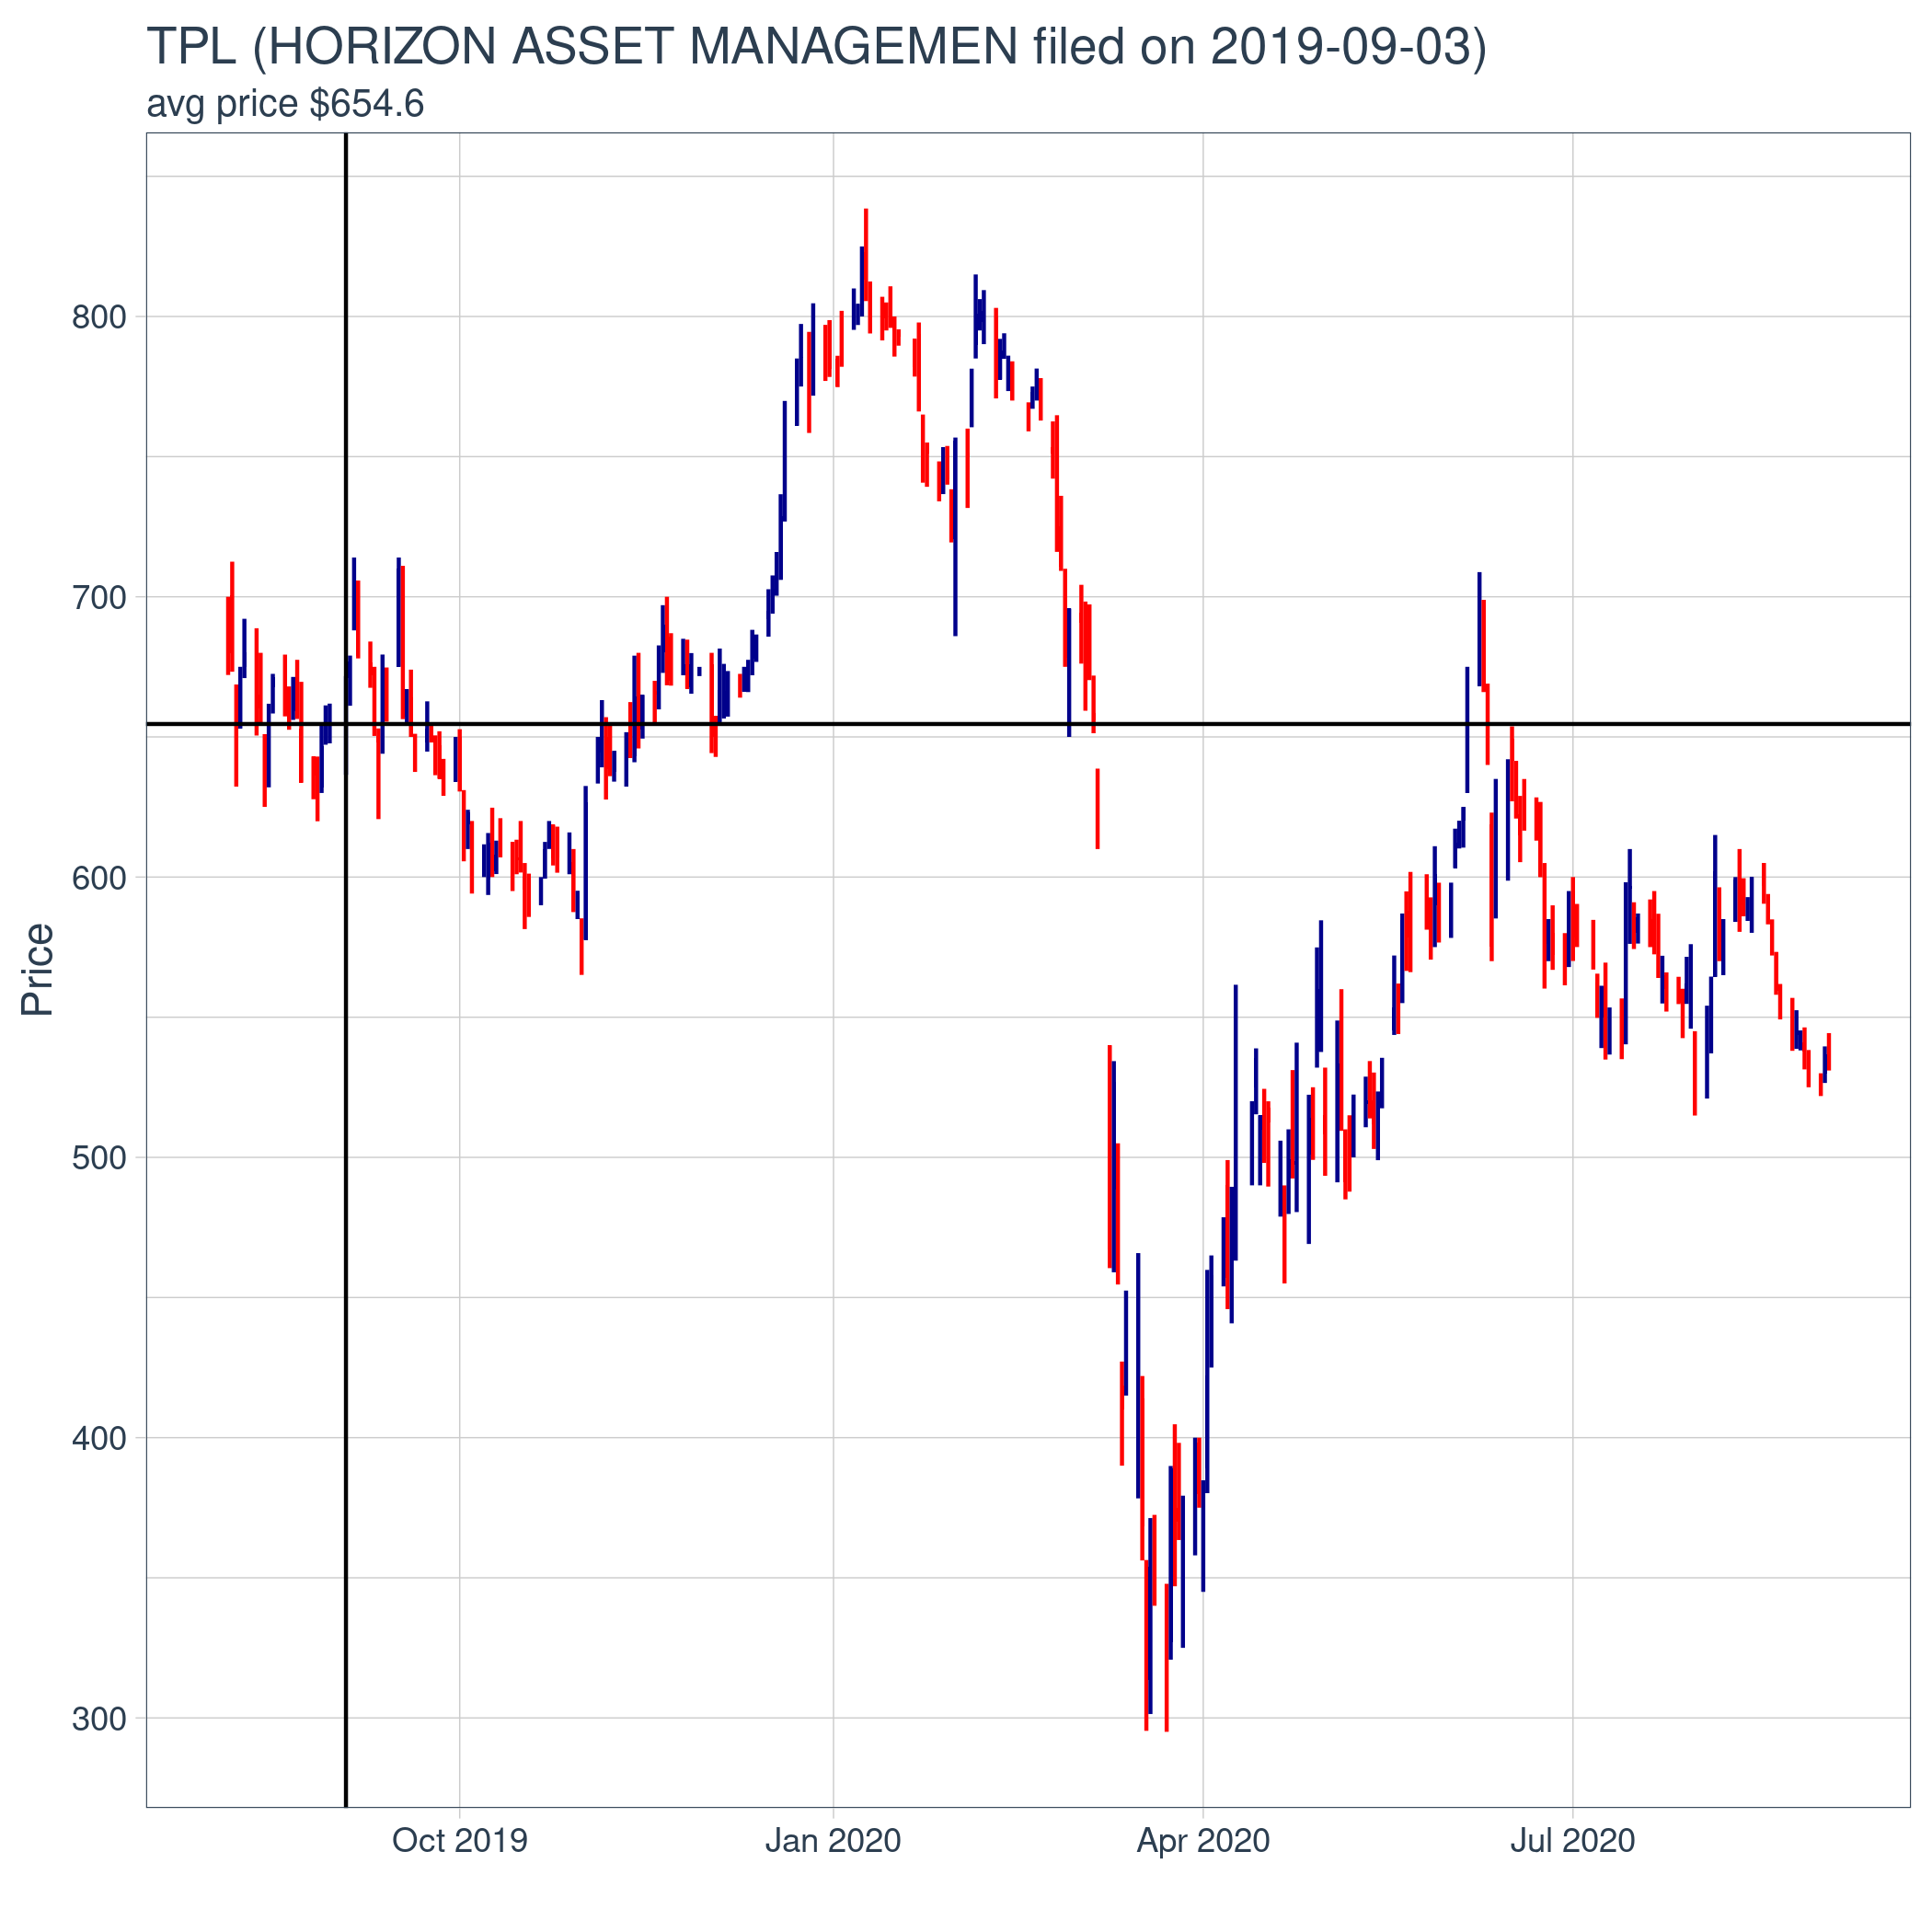 TPL (HORIZON ASSET MANAGEMEN filed on 2019-09-03)
avg price $654.6
800
700
600
500
400
300
Price
Oct 2019
Jan 2020
Apr 2020
Jul 2020